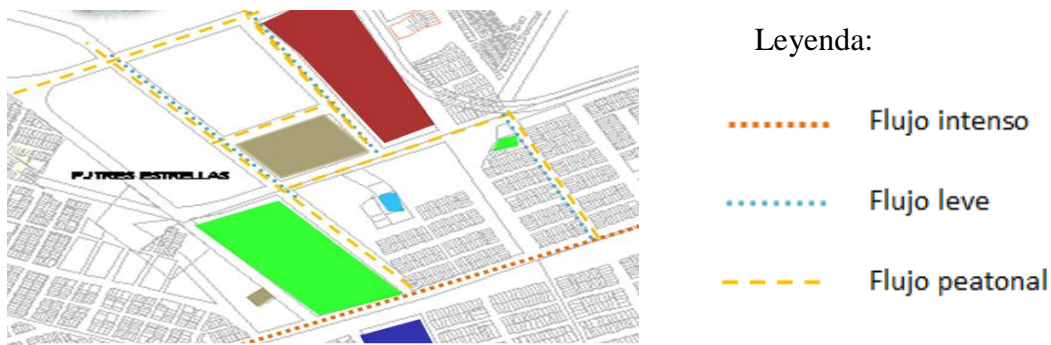 Leyenda:
Flujo intenso
PJ TRES ESTRELLAS
Flujo leve
Flujo peatonal